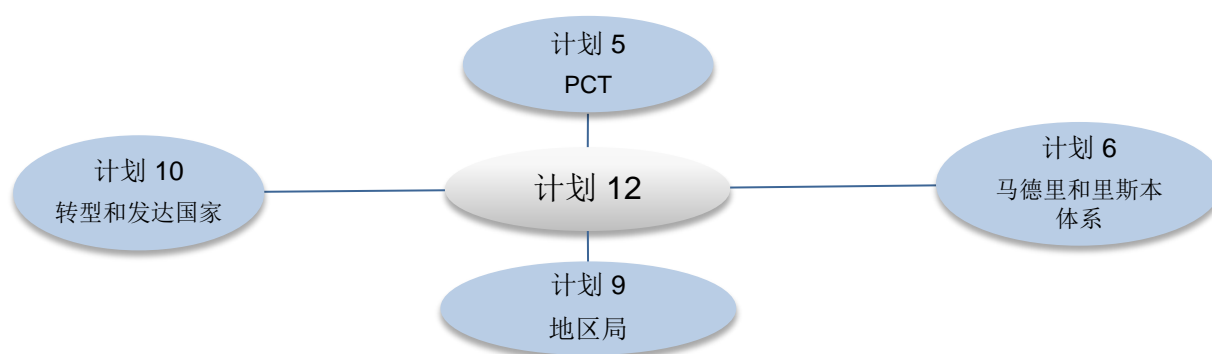 计划 5
PCT
计划 10
转型和发达国家
计划 12
计划 6
马德里和里斯本
体系
计划 9
地区局